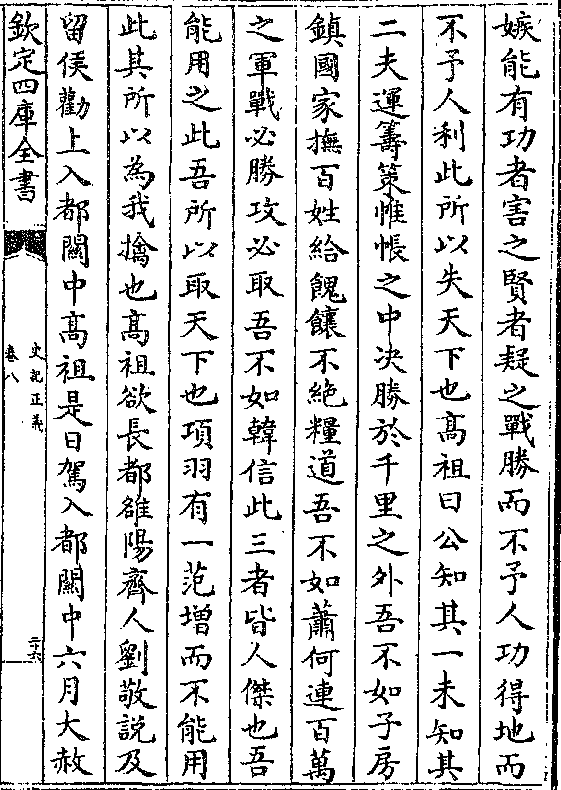 嫉能有功者害之賢者疑之戰勝而不予人功得地而
不予人利此所以失天下也高祖曰公知其一未知其
二夫運籌策帷帳之中决勝於千里之外吾不如子房
鎮國家撫百姓給餽饟不絶糧道吾不如蕭何連百萬
之軍戰必勝攻必取吾不如韓信此三者皆人傑也吾
能用之此吾所以取天下也項羽有一范增而不能用
此其所以為我擒也高祖欲長都雒陽齊人劉敬說及
留侯勸上入都關中高祖是日駕入都關中六月大赦
欽定四庫全書
史記正義
卷八
二十六